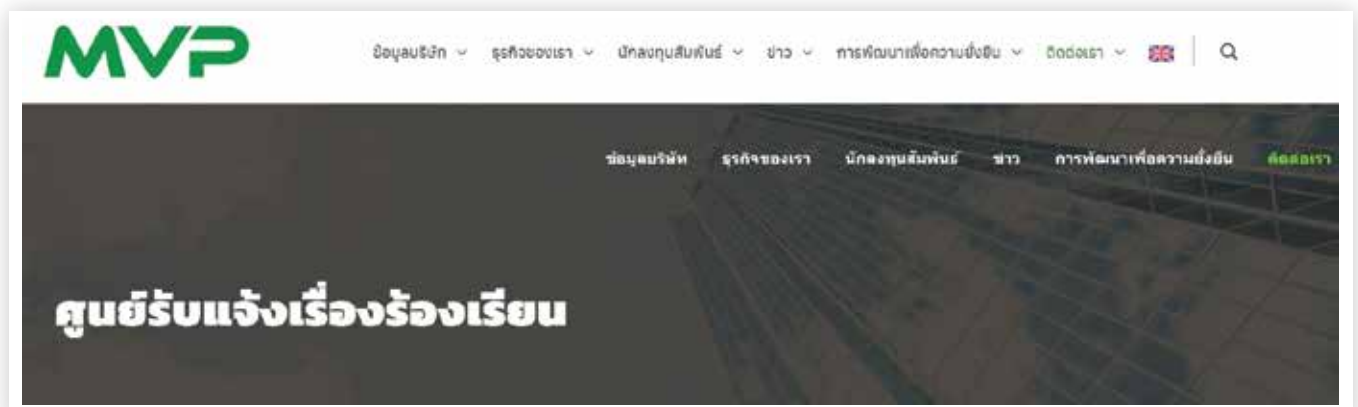 MVP
ข้อมูลบริษัท ธุรกิจของเรา นักลงทุนสัมพันธ์ ข่าว การพัฒนาเพื่อความยั่งยืน ติดต่อเรา
ข้อมูลบริษัท ธุรกิจของเรา นักลงทุนสัมพันธ์ ข่าว การพัฒนาเพื่อความยั่งยืน ติดต่อเรา
ศูนย์รับแจ้งเรื่องร้องเรียน